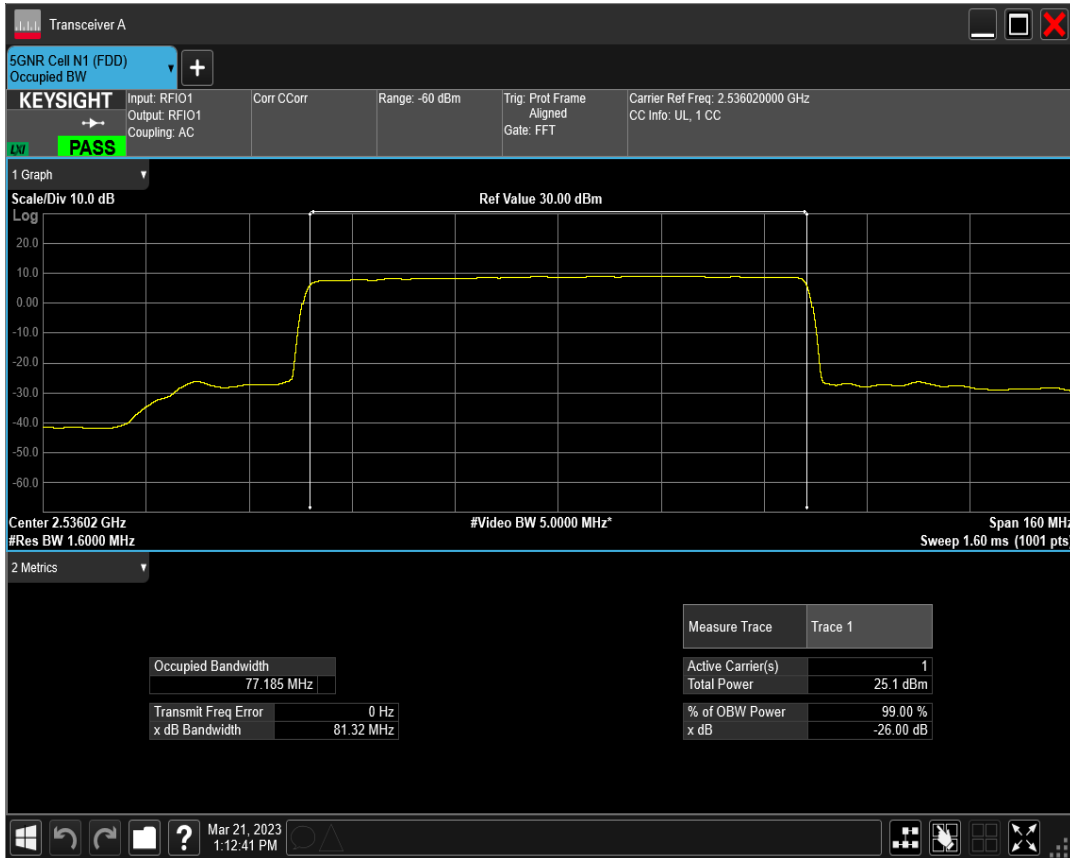 Transceiver A
5GNR Cell N1 (FDD)
Occupied BW
+
KEYSIGHT
LXI
PASS
Input: RFIO1
Output: RFIO1
Coupling: AC
Corr CCorr
Range: -60 dBm
Trig: Prot Frame
Aligned
Gate: FFT
Carrier Ref Freq: 2.536020000 GHz
CC Info: UL, 1 CC
1 Graph
Scale/Div 10.0 dB
Ref Value 30.00 dBm
Log
20.0
10.0
0.00
-10.0
-20.0
-30.0
-40.0
-50.0
-60.0
Center 2.53602 GHz
#Video BW 5.0000 MHz*
Span 160 MHz
#Res BW 1.6000 MHz
Sweep 1.60 ms (1001 pts)
2 Metrics
Measure Trace Trace 1
Occupied Bandwidth
77.185 MHz
Transmit Freq Error 0 Hz
x dB Bandwidth 81.32 MHz
Active Carrier(s) 1
Total Power 25.1 dBm
% of OBW Power 99.00 %
x dB -26.00 dB
?
Mar 21, 2023
1:12:41 PM